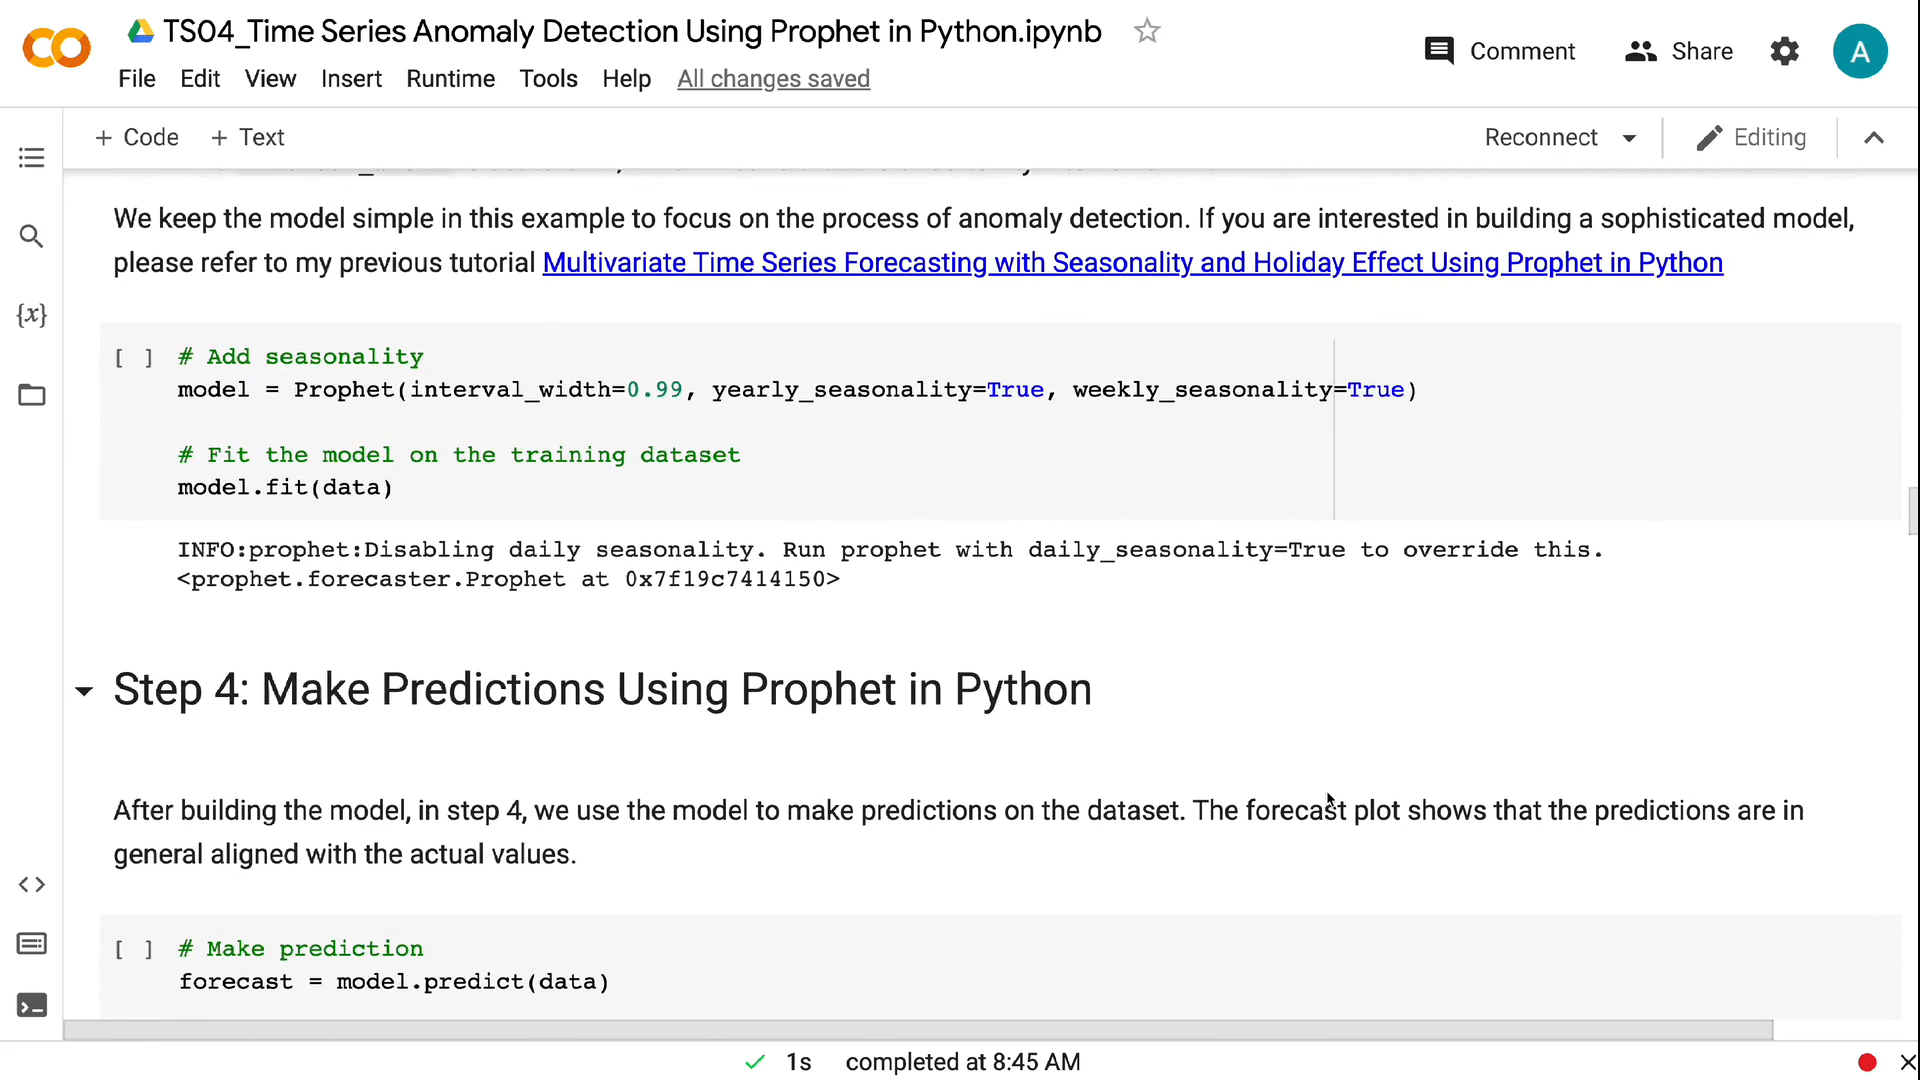 TS04_Time Series Anomaly Detection Using Prophet in Python.ipynb
File Edit View Insert Runtime Tools Help All changes saved
Comment Share A
+ Code + Text
Reconnect Editing
We keep the model simple in this example to focus on the process of anomaly detection. If you are interested in building a sophisticated model,
please refer to my previous tutorial Multivariate Time Series Forecasting with Seasonality and Holiday Effect Using Prophet in Python
{x}
[ ] # Add seasonality
model = Prophet(interval_width=0.99, yearly_seasonality=True, weekly_seasonality=True)
# Fit the model on the training dataset
model.fit(data)
INFO:prophet:Disabling daily seasonality. Run prophet with daily_seasonality=True to override this.
<prophet.forecaster.Prophet at 0x7f19c7414150>
Step 4: Make Predictions Using Prophet in Python
After building the model, in step 4, we use the model to make predictions on the dataset. The forecast plot shows that the predictions are in
general aligned with the actual values.
[ ] # Make prediction
forecast = model.predict(data)
1s completed at 8:45 AM